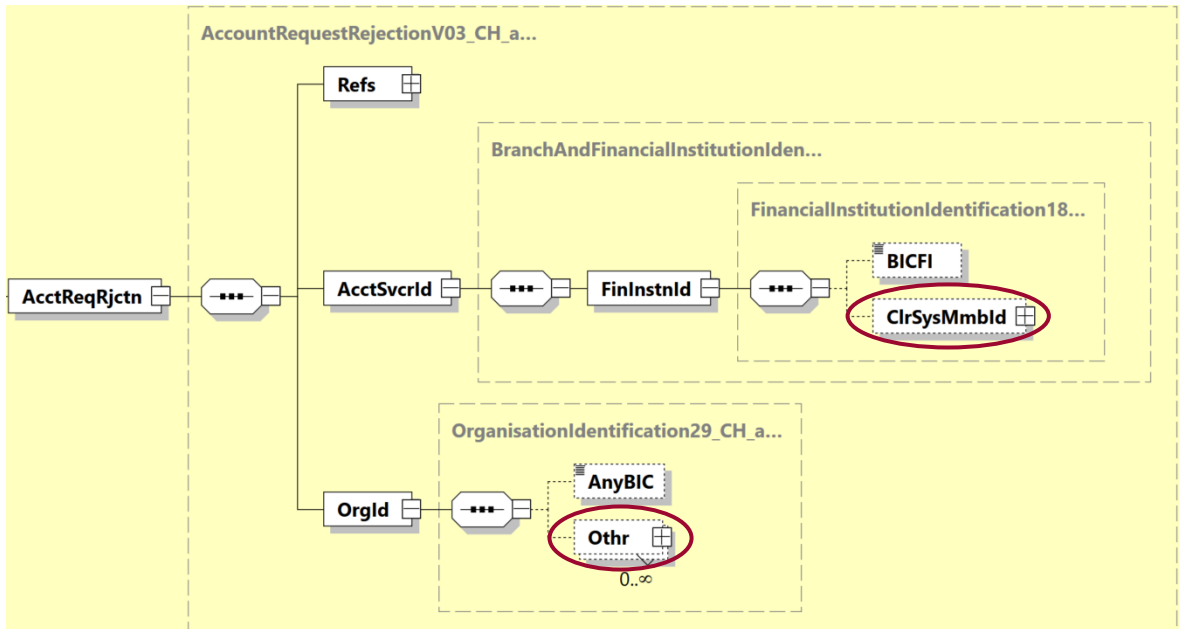 AccountRequestRejectionV03_CH_a...
Refs
BranchAndFinancialInstitutionIden...
FinancialInstitutionIdentification18...
BICFI
AcctReqRjctn
AcctSvcrId
FinInstnId
ClrSysMmbId
OrganisationIdentification29_CH_a...
AnyBIC
OrgId
Othr
0..∞